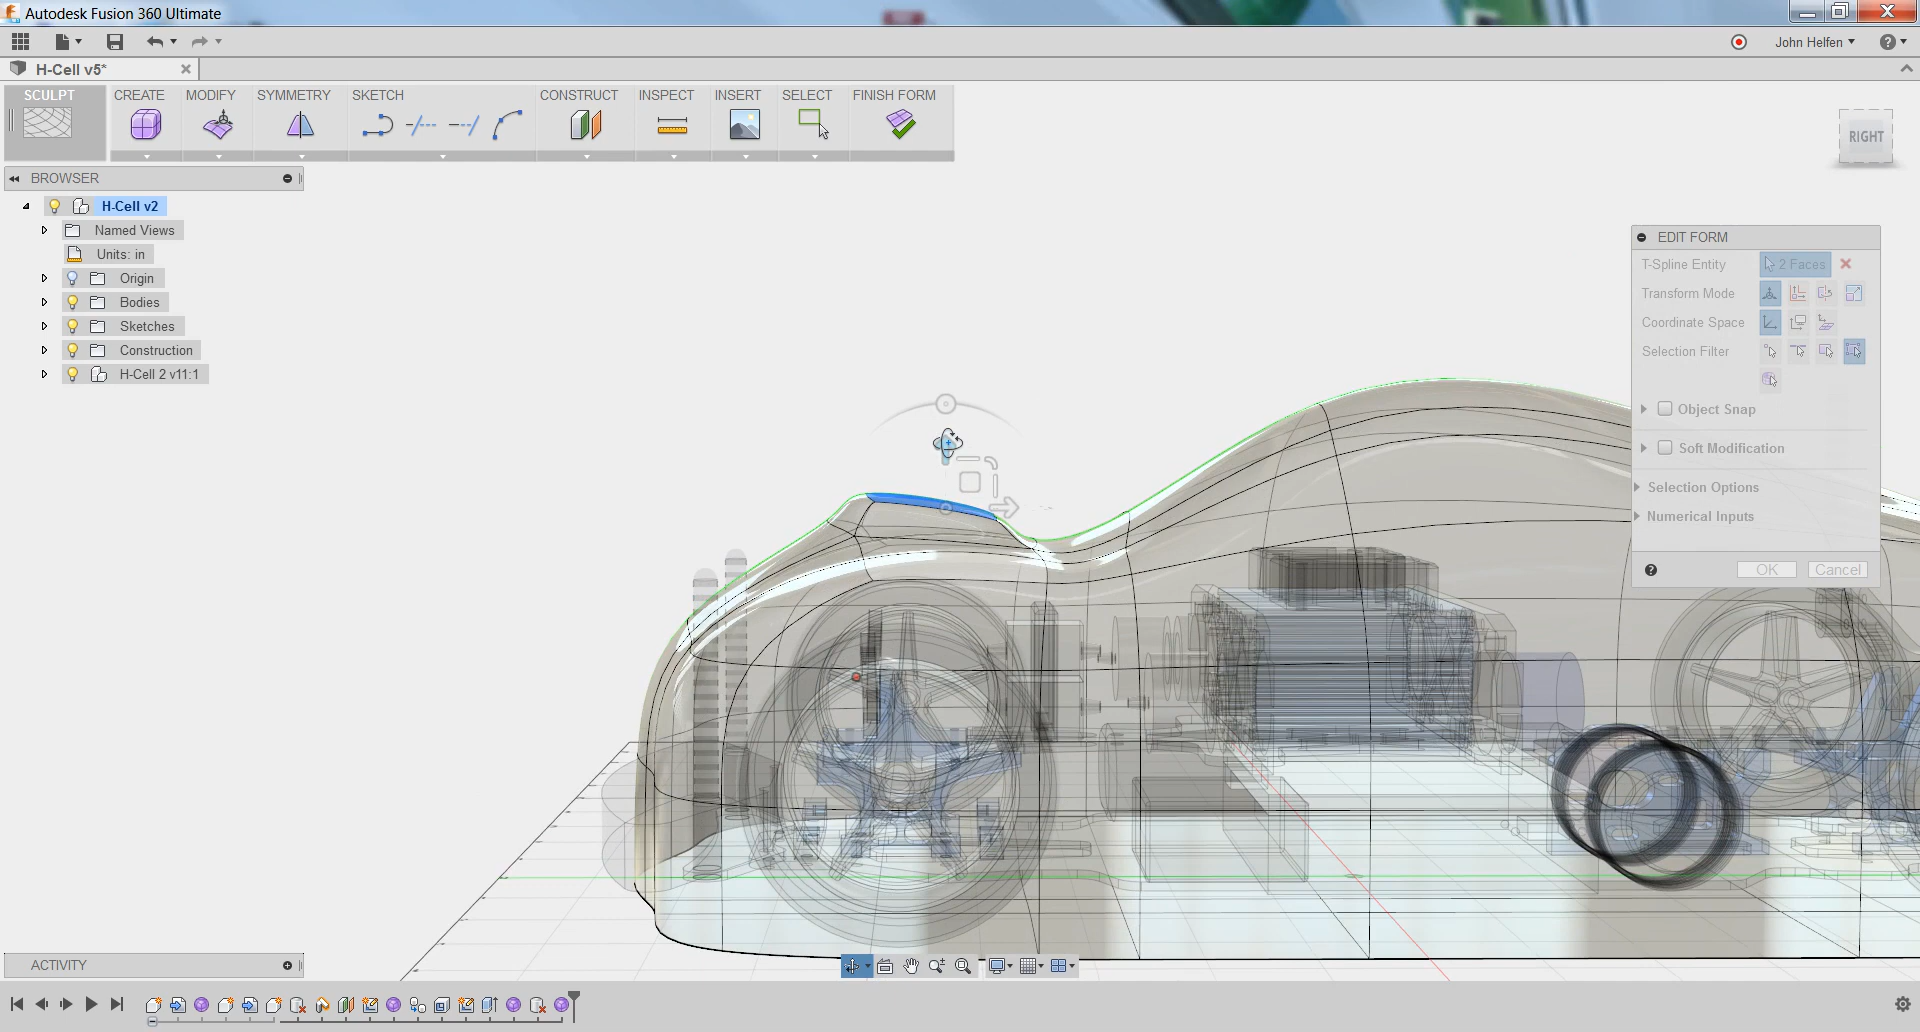 Autodesk Fusion 360 Ultimate
John Helfen
H-Cell v5*
SCULPT
CREATE
MODIFY
SYMMETRY
SKETCH
CONSTRUCT
INSPECT
INSERT
SELECT
FINISH FORM
RIGHT
BROWSER
H-Cell v2
Named Views
Units: in
Origin
Bodies
Sketches
Construction
H-Cell 2 v11:1
EDIT FORM
T-Spline Entity
2 Faces
Transform Mode
Coordinate Space
Selection Filter
Object Snap
Soft Modification
Selection Options
Numerical Inputs
OK
Cancel
ACTIVITY